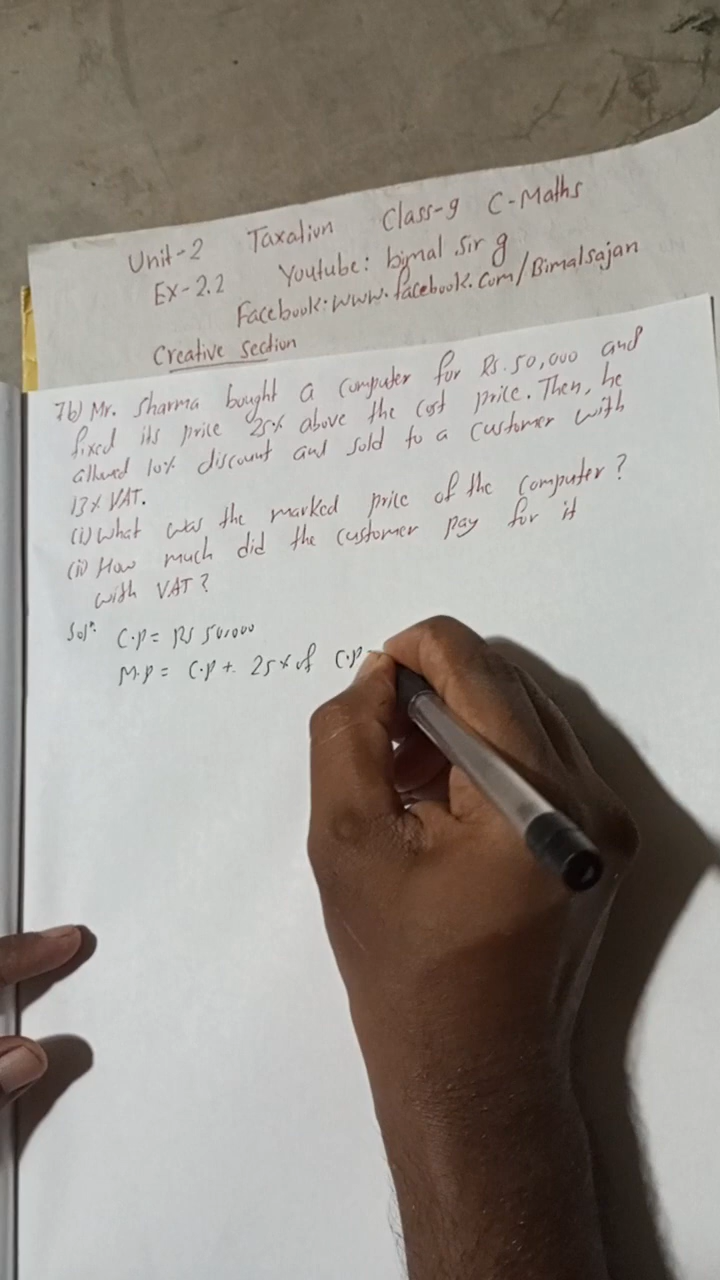 Unit-2 Taxation Class-9 C-Maths
Ex-2.2 Youtube: bimal sir g
Facebook: www.facebook.com/Bimalsajan
Creative section
7b) Mr. Sharma bought a computer for Rs. 50,000 and
fixed its price 25% above the cost price. Then, he
allowed 10% discount and sold to a customer with
13% VAT.
(i) What was the marked price of the computer?
(ii) How much did the customer pay for it
with VAT?
Solⁿ: C.P = Rs 50,000
M.P = C.P + 25% of C.P